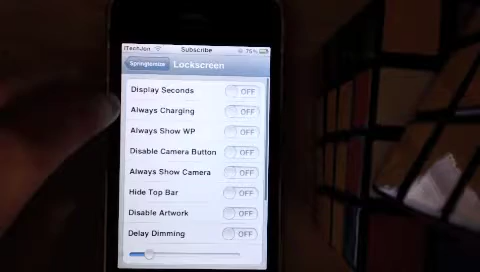 iTechJon Subscribe 75%
Springtomize Lockscreen
Display Seconds OFF
Always Charging OFF
Always Show WP OFF
Disable Camera Button OFF
Always Show Camera OFF
Hide Top Bar OFF
Disable Artwork OFF
Delay Dimming OFF